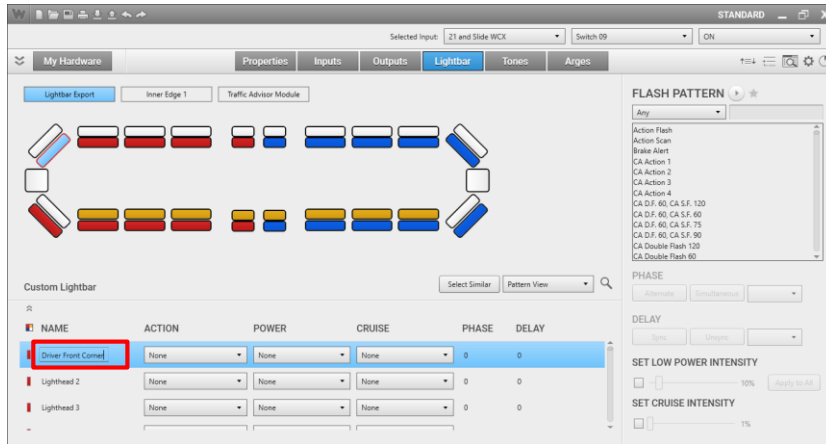 W STANDARD
Selected Input: 21 and Slide WCX Switch 09 ON
My Hardware Properties Inputs Outputs Lightbar Tones Arges
Lightbar Export Inner Edge 1 Traffic Advisor Module
FLASH PATTERN
Any
Action Flash
Action Scan
Brake Alert
CA Action 1
CA Action 2
CA Action 3
CA Action 4
CA D.F. 60, CA S.F. 120
CA D.F. 60, CA S.F. 60
CA D.F. 60, CA S.F. 75
CA D.F. 60, CA S.F. 90
CA Double Flash 120
CA Double Flash 60
Custom Lightbar Select Similar Pattern View
NAME ACTION POWER CRUISE PHASE DELAY
Driver Front Corner None None None 0 0
Lighthead 2 None None None 0 0
Lighthead 3 None None None 0 0
PHASE
Alternate Simultaneous
DELAY
Sync Unsync
SET LOW POWER INTENSITY
10% Apply to All
SET CRUISE INTENSITY
1%